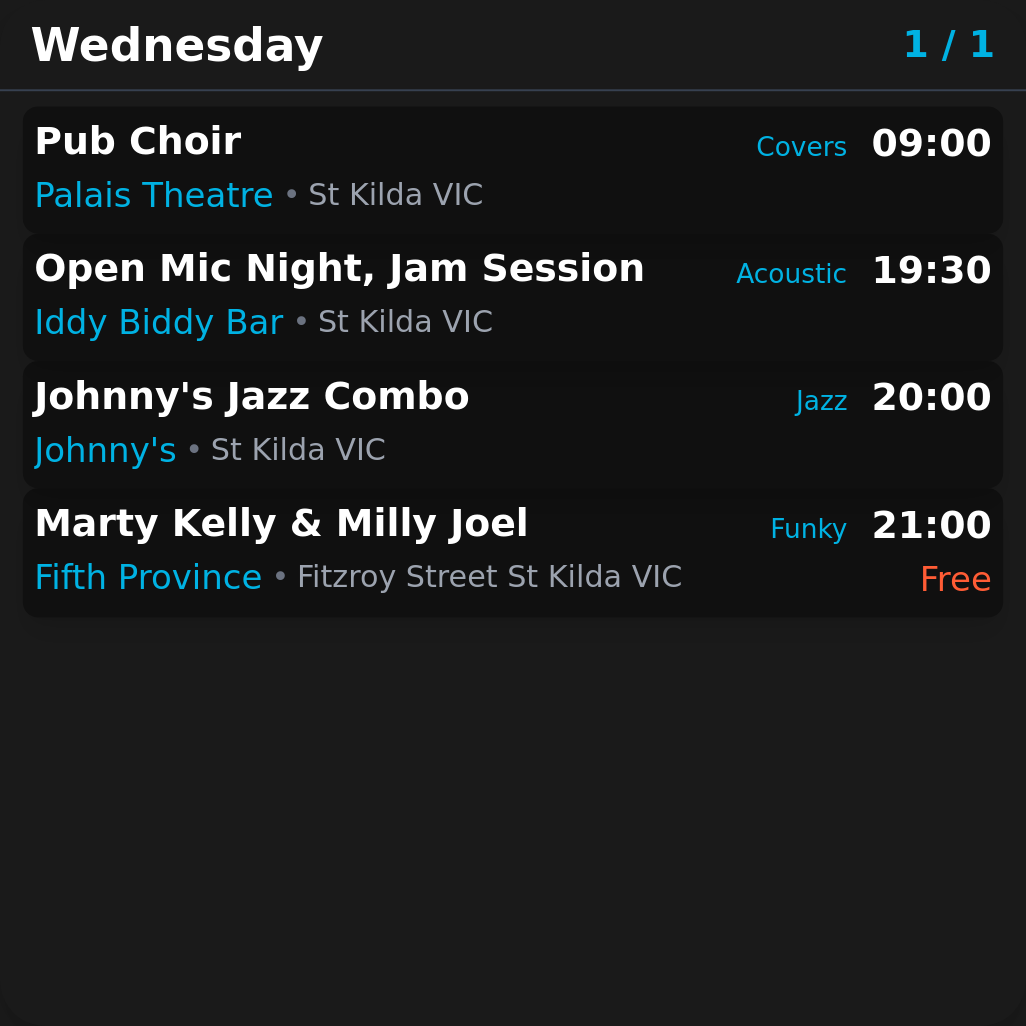 Wednesday 1 / 1
Pub Choir Covers 09:00
Palais Theatre • St Kilda VIC
Open Mic Night, Jam Session Acoustic 19:30
Iddy Biddy Bar • St Kilda VIC
Johnny's Jazz Combo Jazz 20:00
Johnny's • St Kilda VIC
Marty Kelly & Milly Joel Funky 21:00
Fifth Province • Fitzroy Street St Kilda VIC Free